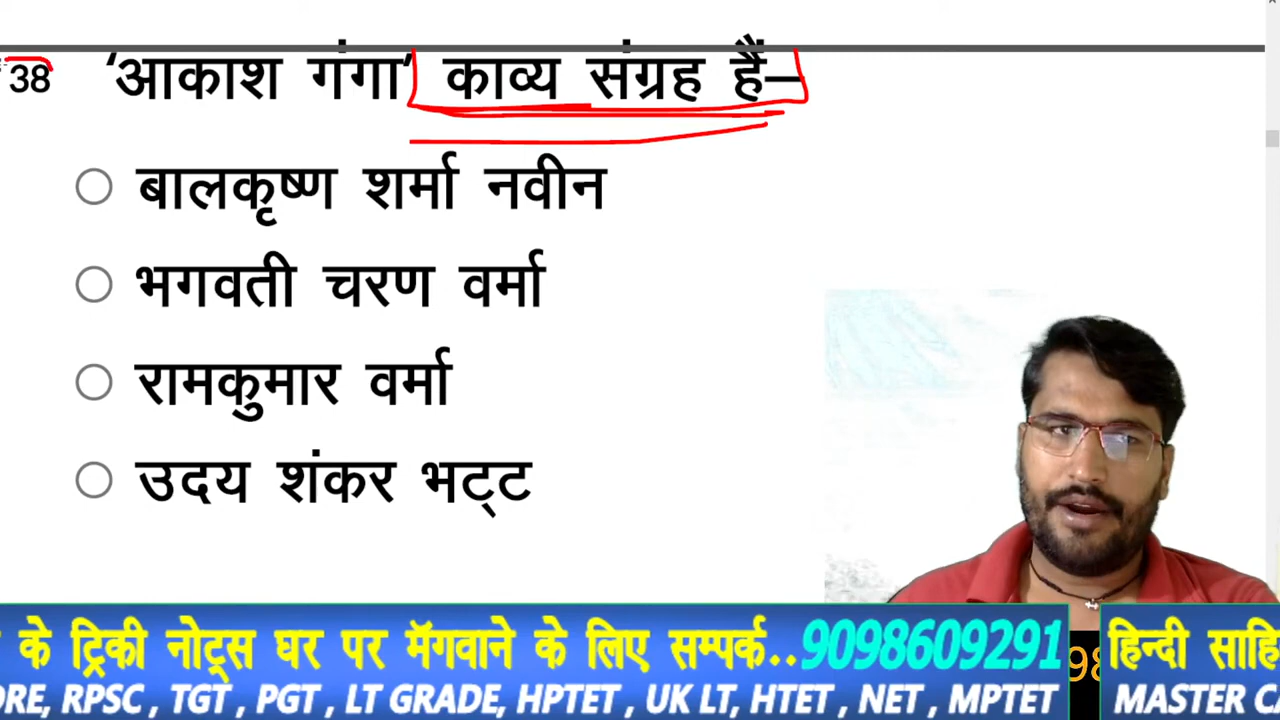 38 'आकाश गंगा' काव्य संग्रह हैं–
बालकृष्ण शर्मा नवीन
भगवती चरण वर्मा
रामकुमार वर्मा
उदय शंकर भट्‌ट
के ट्रिकी नोट्स घर पर मॅगवाने के लिए सम्पर्क..9098609291
हिन्दी साहि
RPSC , TGT , PGT , LT GRADE, HPTET , UK LT, HTET , NET , MPTET
MASTER